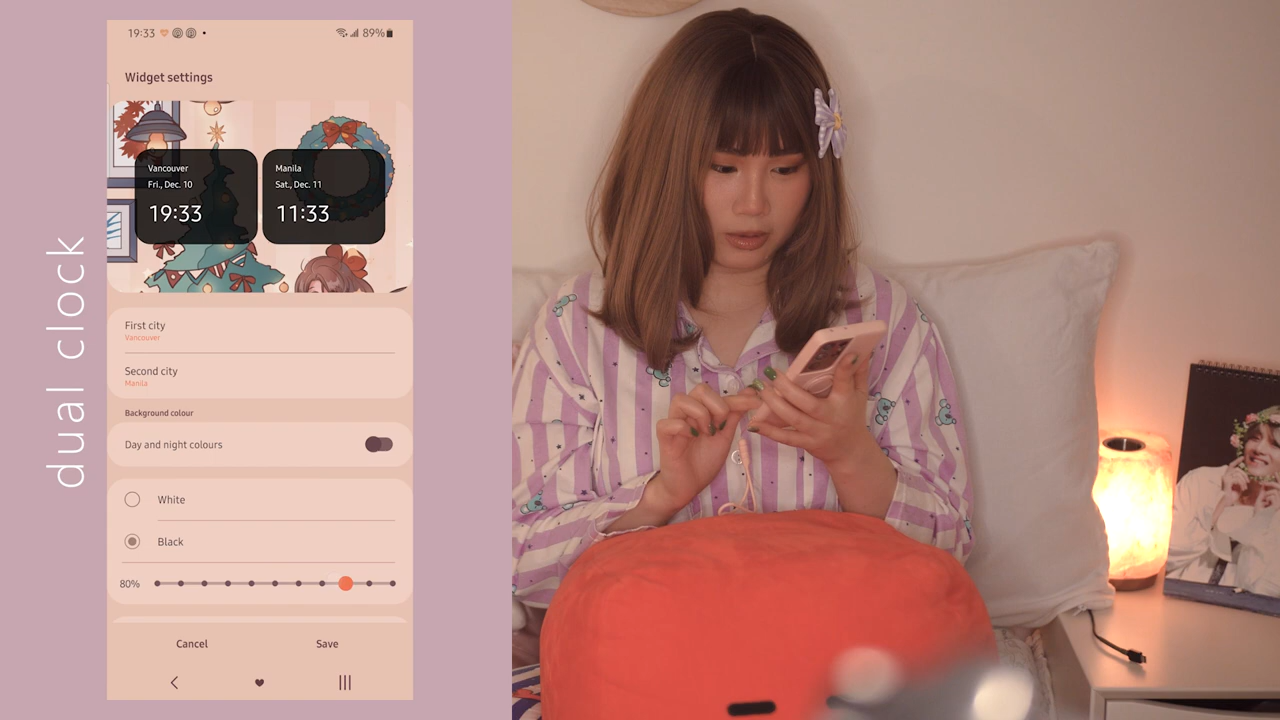 dual clock
19:33
89%
Widget settings
Vancouver
Fri., Dec. 10
19:33
Manila
Sat., Dec. 11
11:33
First city
Vancouver
Second city
Manila
Background colour
Day and night colours
White
Black
80%
Cancel
Save